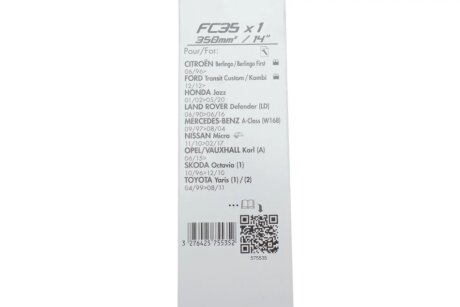 FC35 x 1
350mm* / 14"
Pour/For:
CITROËN Berlingo/Berlingo First
06/96>
FORD Transit Custom/Kombi
12/12>
HONDA Jazz
01/02>05/20
LAND ROVER Defender (LD)
06/90>06/16
MERCEDES-BENZ A-Class (W168)
09/97>08/04
NISSAN Micra
11/10>02/17
OPEL/VAUXHALL Karl (A)
06/15>
SKODA Octavia (1)
10/96>12/10
TOYOTA Yaris (1) / (2)
04/99>08/11
...
3 276425 755352
575535